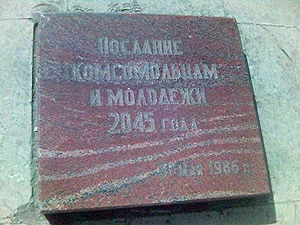 Послание
комсомольцам
и молодежи
2045 года
мая 1986 г.